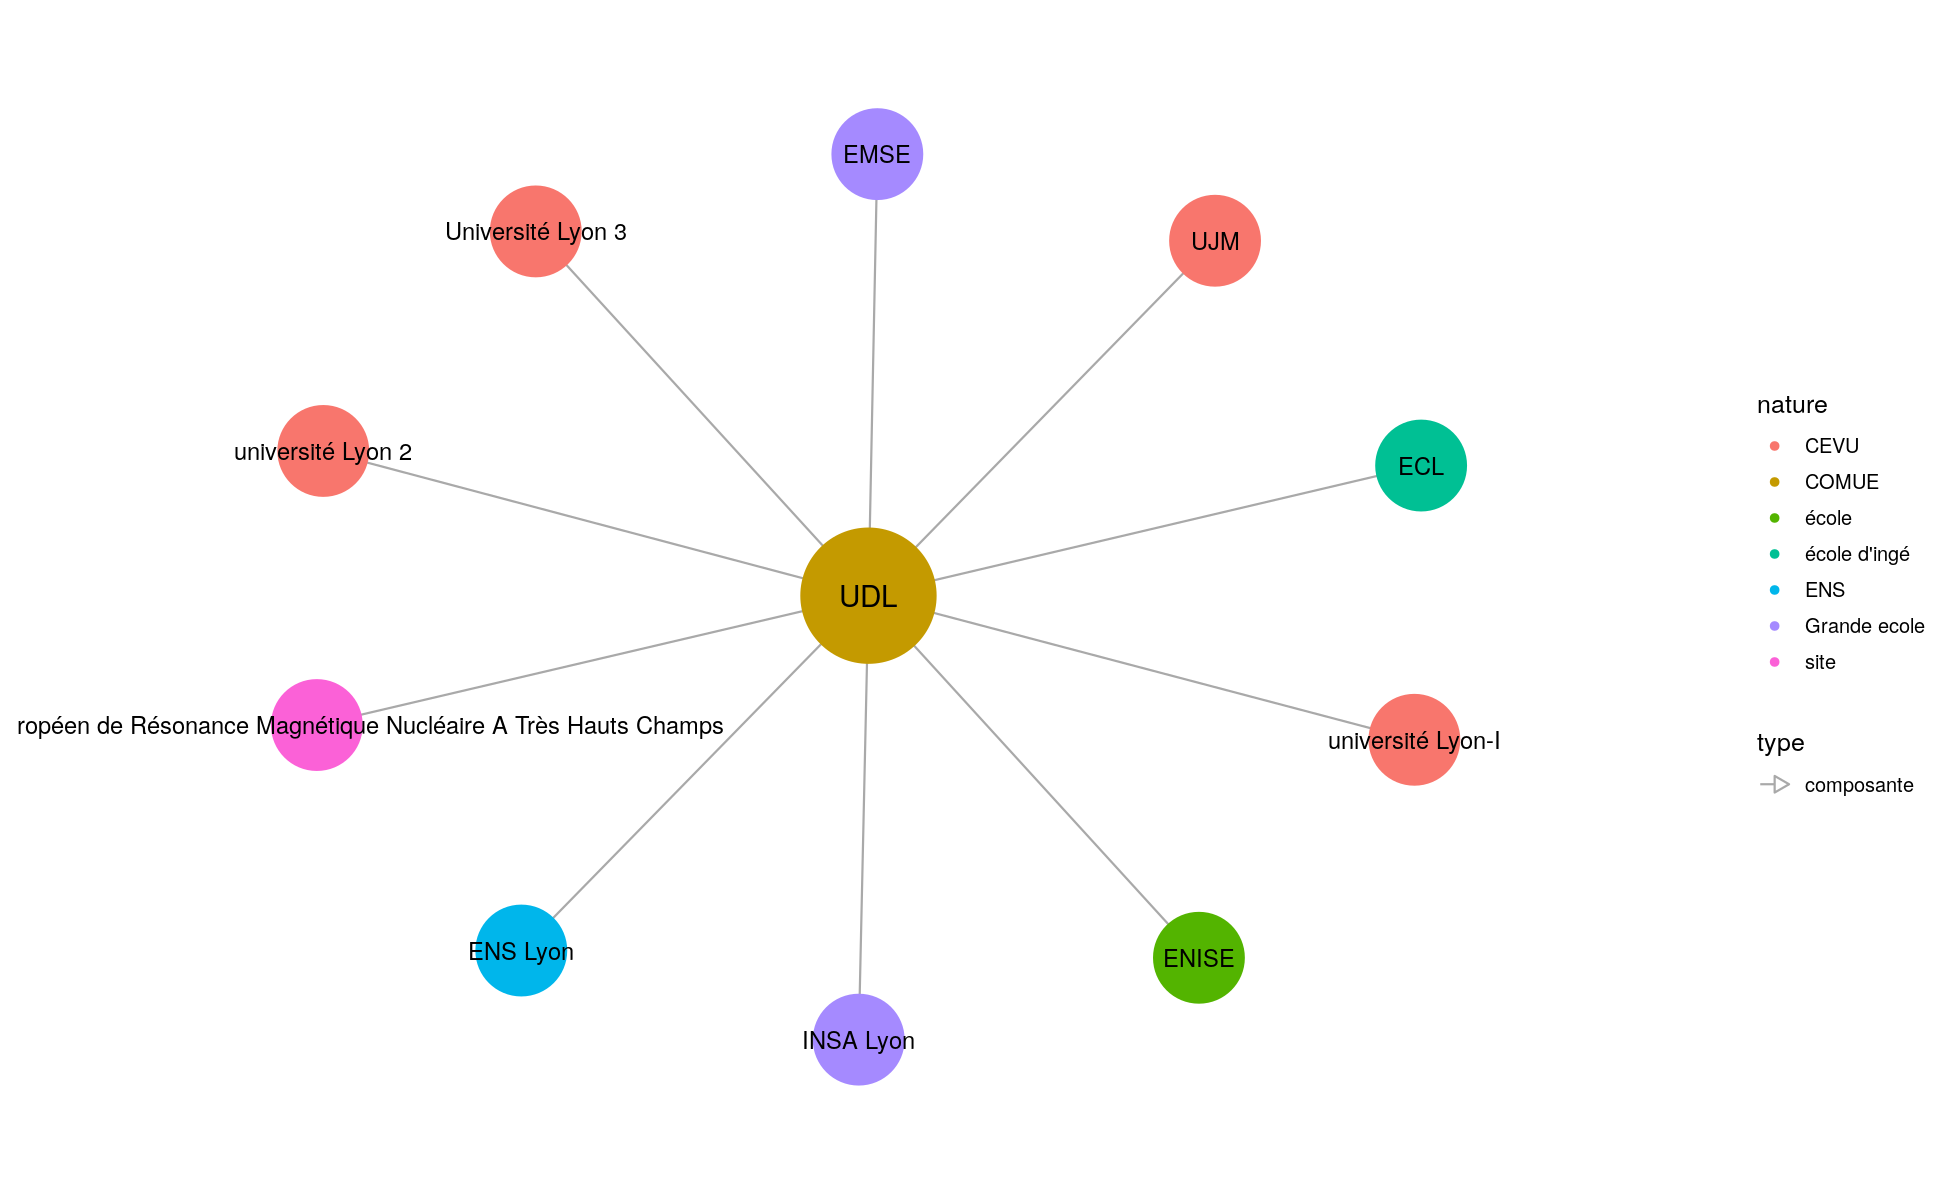 EMSE
Université Lyon 3
UJM
université Lyon 2
ECL
UDL
ropéen de Résonance Magnétique Nucléaire A Très Hauts Champs
université Lyon-I
ENS Lyon
ENISE
INSA Lyon
nature
CEVU
COMUE
école
école d'ingé
ENS
Grande ecole
site
type
composante